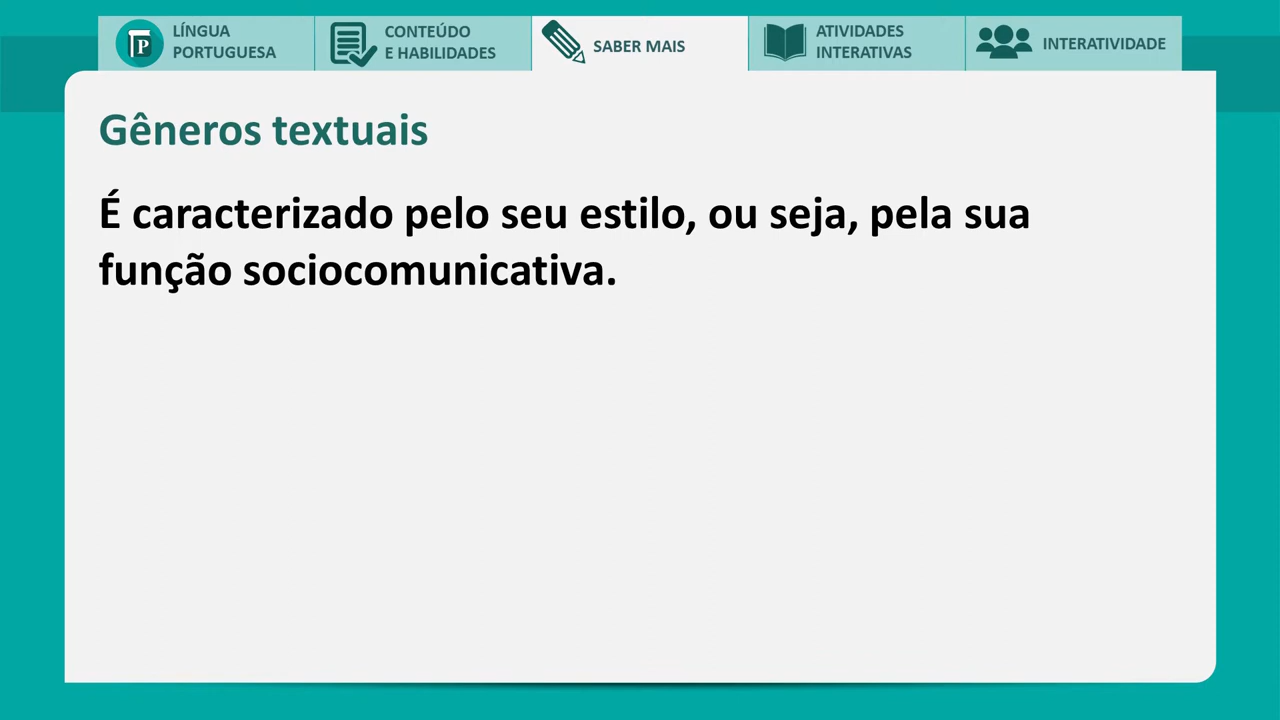 LÍNGUA
PORTUGUESA
CONTEÚDO
E HABILIDADES
SABER MAIS
ATIVIDADES
INTERATIVAS
INTERATIVIDADE
Gêneros textuais
É caracterizado pelo seu estilo, ou seja, pela sua
função sociocomunicativa.